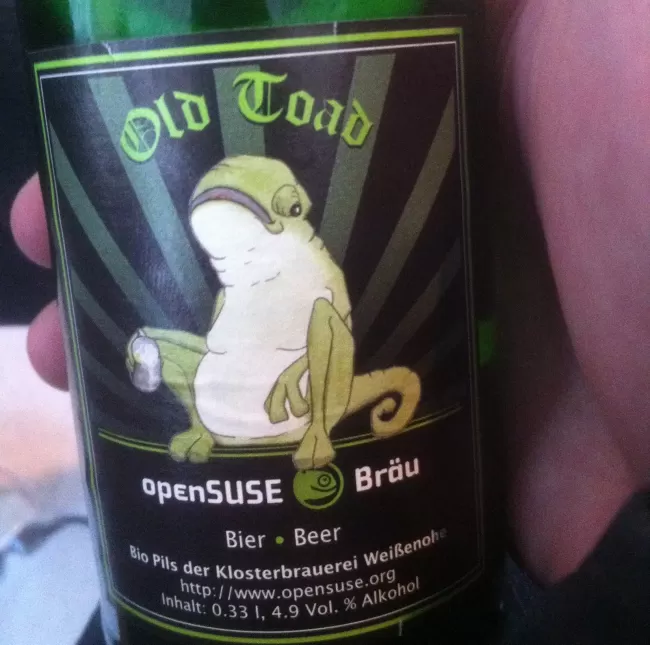 Old Toad
openSUSE Bräu
Bier • Beer
Bio Pils der Klosterbrauerei Weißenohe
http://www.opensuse.org
Inhalt: 0.33 l, 4.9 Vol. % Alkohol